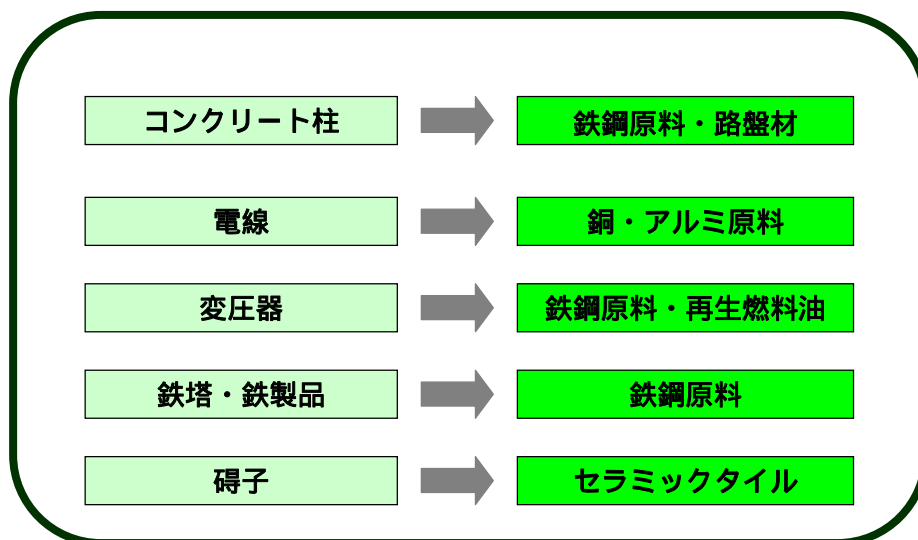 コンクリート柱
鉄鋼原料・路盤材
電線
銅・アルミ原料
変圧器
鉄鋼原料・再生燃料油
鉄塔・鉄製品
鉄鋼原料
碍子
セラミックタイル